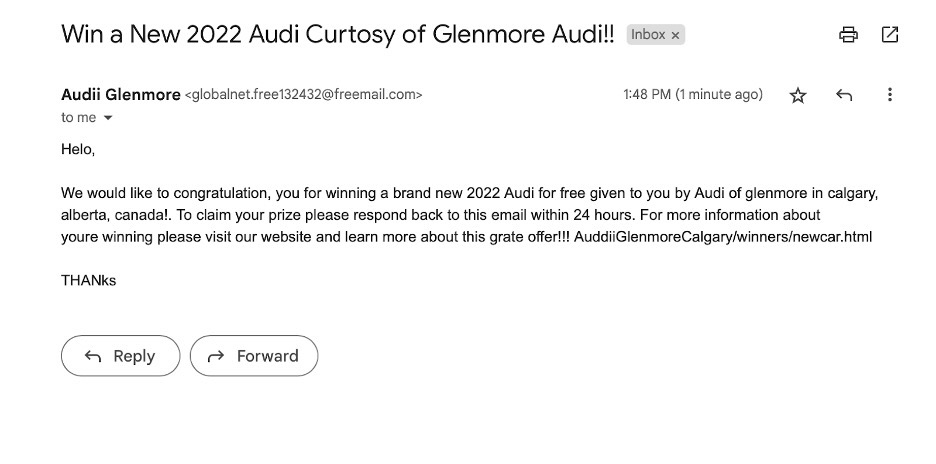 Win a New 2022 Audi Curtosy of Glenmore Audi!! Inbox ×
Audii Glenmore <globalnet.free132432@freemail.com> 1:48 PM (1 minute ago)
to me
Helo,
We would like to congratulation, you for winning a brand new 2022 Audi for free given to you by Audi of glenmore in calgary,
alberta, canada!. To claim your prize please respond back to this email within 24 hours. For more information about
youre winning please visit our website and learn more about this grate offer!!! AuddiiGlenmoreCalgary/winners/newcar.html
THANks
Reply Forward